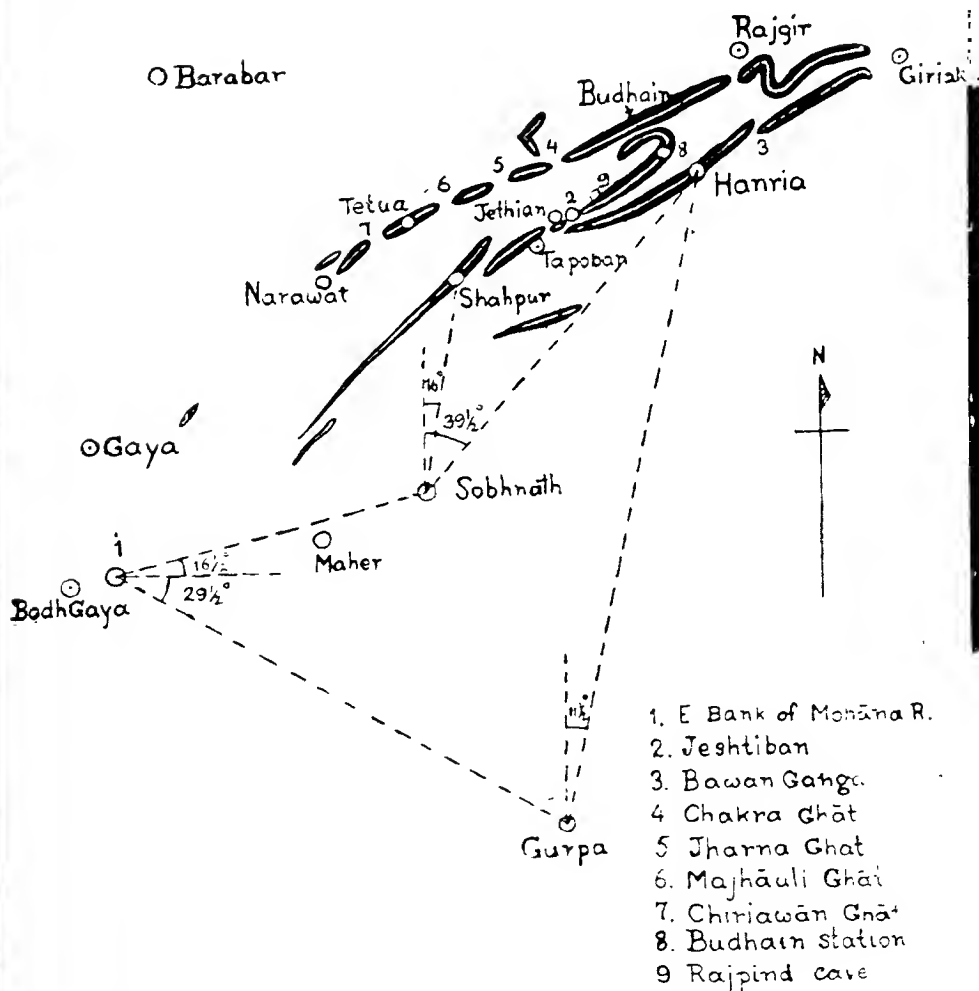 Rajgir
Barabar
Giriak
Budhain
4
8
3
5
Hanria
6
9
Tetua
2
Jethian
7
Tapoban
Narawat
Shahpur
N
39½°
Gaya
Sobhnath
1
16½°
Maher
29½°
BodhGaya
11½°
1. E Bank of Mohāna R.
2. Jeshtiban
3. Bawan Ganga
4 Chakra Ghāt
5 Jharna Ghat
Gurpa
6. Majhāuli Ghāt
7. Chiriawān Ghāt
8. Budhain station
9 Rajpind cave